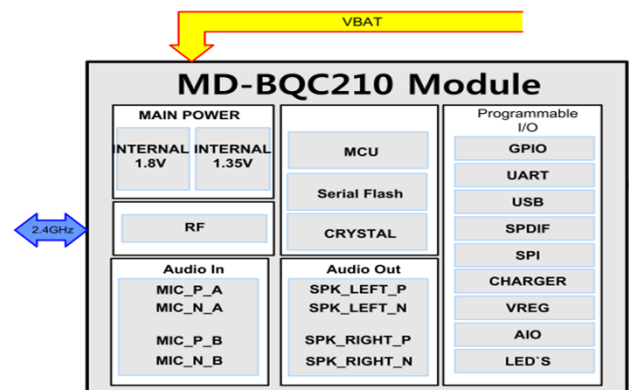 VBAT
MD-BQC210 Module
MAIN POWER
INTERNAL
1.8V
INTERNAL
1.35V
RF
2.4GHz
MCU
Serial Flash
CRYSTAL
Audio In
MIC_P_A
MIC_N_A
MIC_P_B
MIC_N_B
Audio Out
SPK_LEFT_P
SPK_LEFT_N
SPK_RIGHT_P
SPK_RIGHT_N
Programmable
I/O
GPIO
UART
USB
SPDIF
SPI
CHARGER
VREG
AIO
LED`S